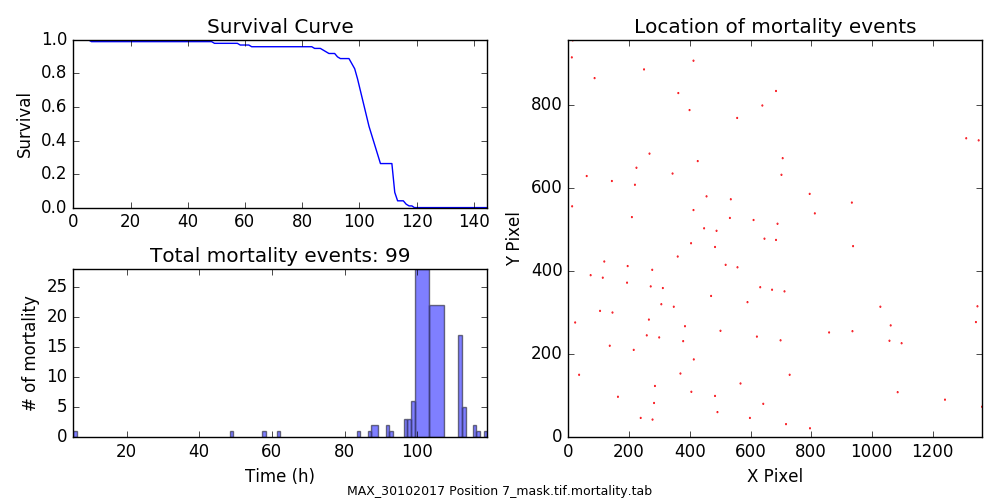 Survival Curve
1.0
0.8
0.6
0.4
0.2
0.0
Survival
0 20 40 60 80 100 120 140
Total mortality events: 99
25
20
15
10
5
0
# of mortality
20 40 60 80 100
Time (h)
Location of mortality events
800
600
400
200
0
Y Pixel
0 200 400 600 800 1000 1200
X Pixel
MAX_30102017 Position 7_mask.tif.mortality.tab